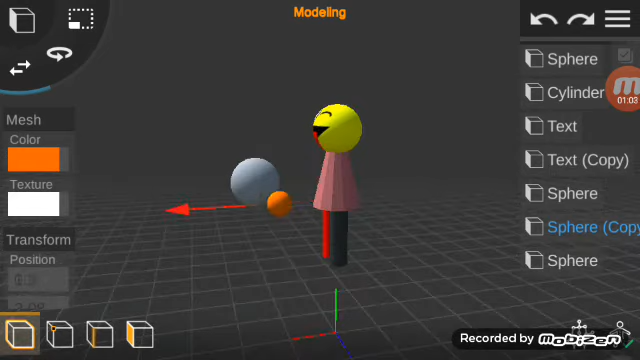 Modeling
Sphere
Cylinder
01:03
Text
Text (Copy)
Sphere
Sphere (Copy
Sphere
Mesh
Color
Texture
Transform
Position
Recorded by
MOBIZEN